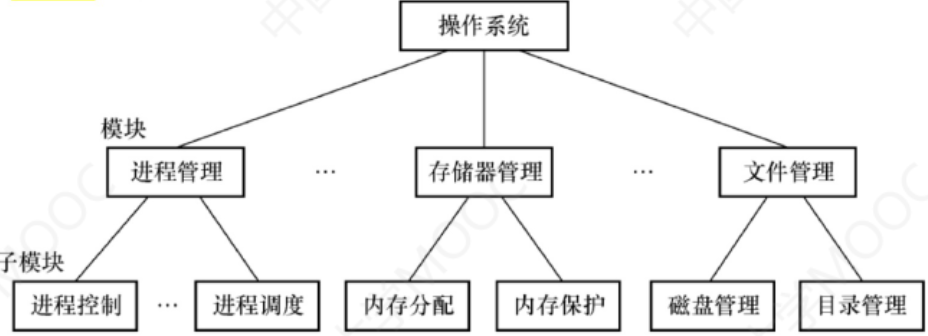 操作系统
模块
进程管理 … 存储器管理 … 文件管理
子模块
进程控制 … 进程调度 内存分配 内存保护 磁盘管理 目录管理